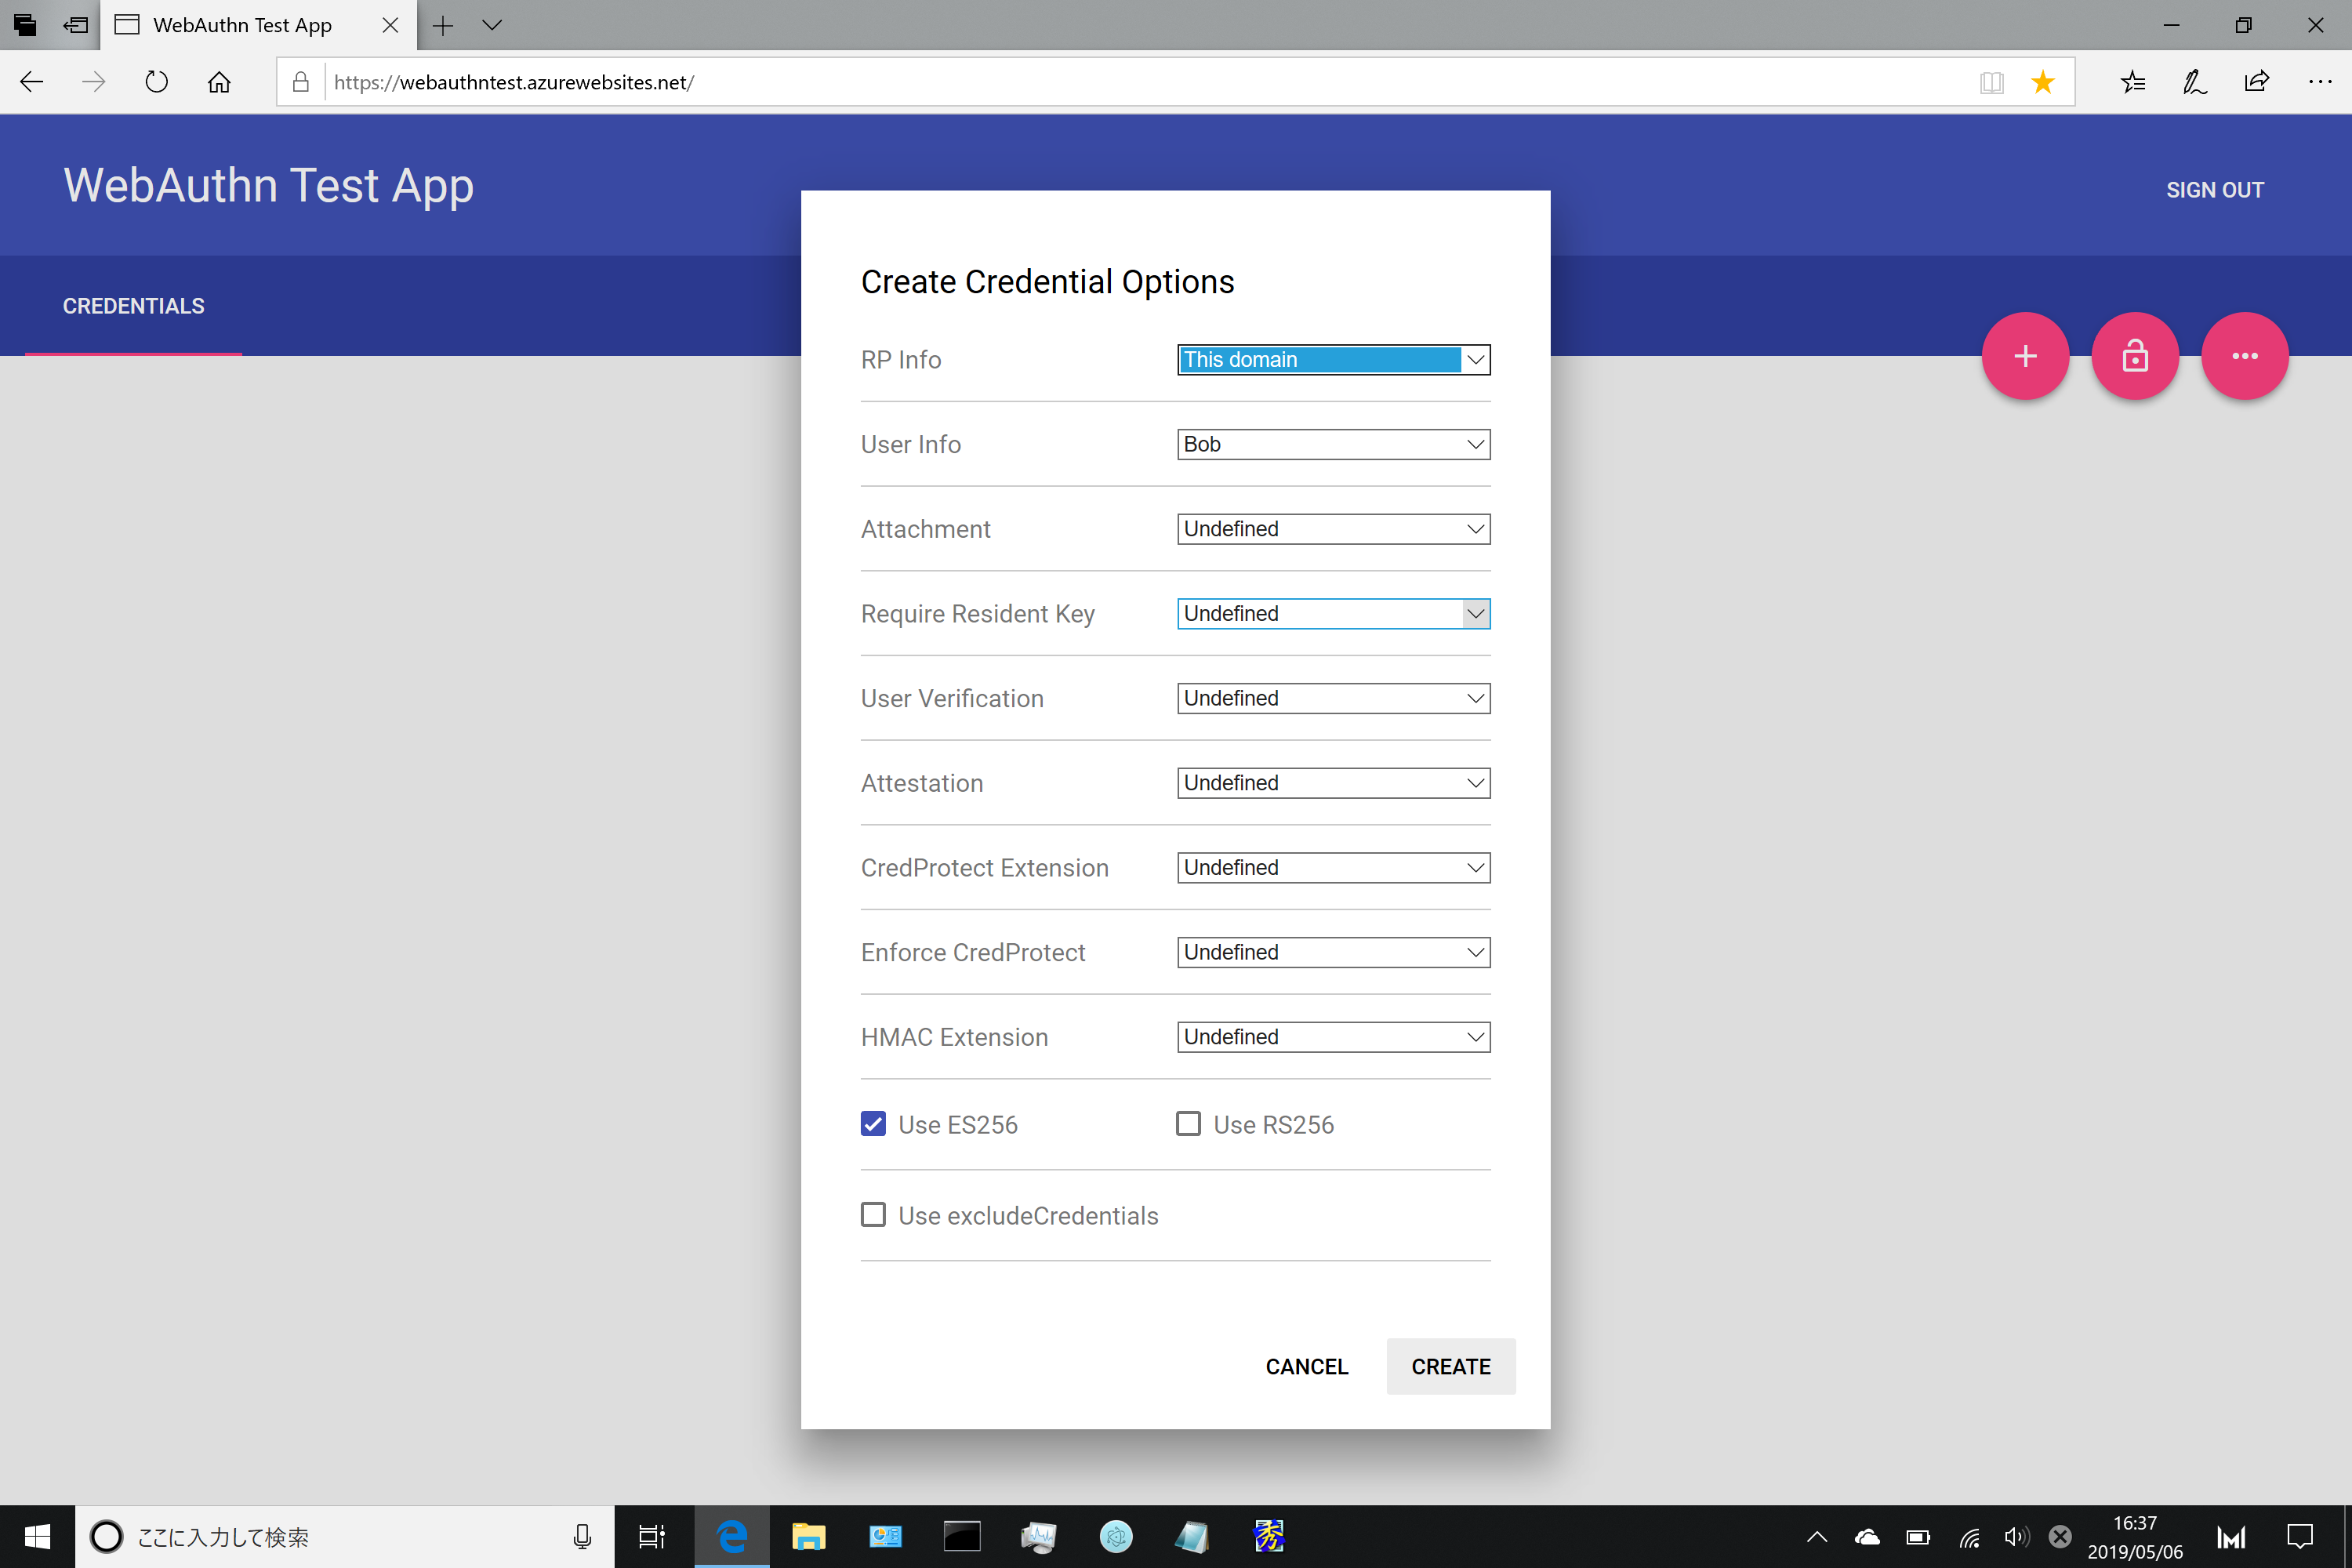 WebAuthn Test App
https://webauthntest.azurewebsites.net/
WebAuthn Test App
SIGN OUT
CREDENTIALS
Create Credential Options
RP Info This domain
User Info Bob
Attachment Undefined
Require Resident Key Undefined
User Verification Undefined
Attestation Undefined
CredProtect Extension Undefined
Enforce CredProtect Undefined
HMAC Extension Undefined
Use ES256 Use RS256
Use excludeCredentials
CANCEL CREATE
ここに入力して検索
秀
16:37
2019/05/06